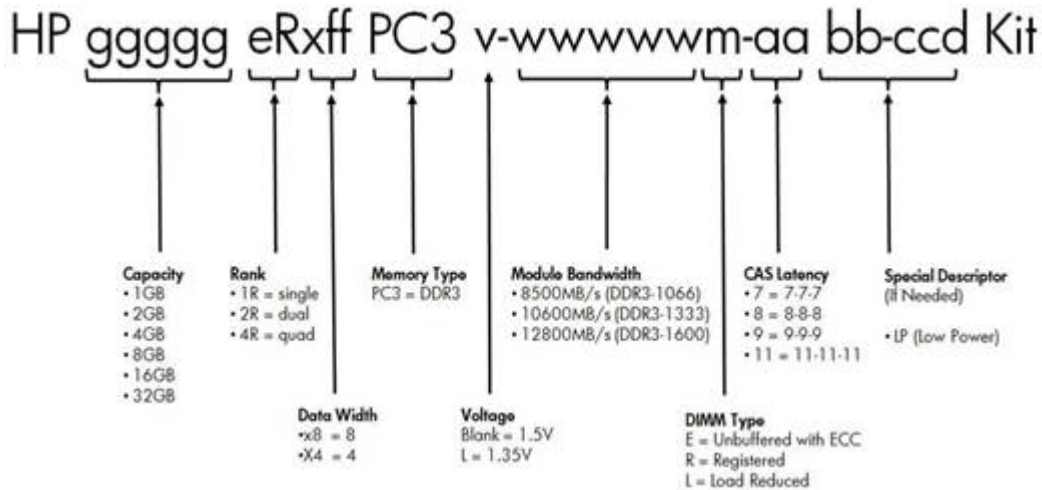 HP ggggg eRxff PC3 v-wwwwwm-aa bb-ccd Kit
Capacity
• 1GB
• 2GB
• 4GB
• 8GB
• 16GB
• 32GB
Rank
• 1R = single
• 2R = dual
• 4R = quad
Memory Type
PC3 = DDR3
Module Bandwidth
• 8500MB/s (DDR3-1066)
• 10600MB/s (DDR3-1333)
• 12800MB/s (DDR3-1600)
CAS Latency
• 7 = 7-7-7
• 8 = 8-8-8
• 9 = 9-9-9
• 11 = 11-11-11
Special Descriptor
(If Needed)
• LP (Low Power)
Data Width
•x8 = 8
•X4 = 4
Voltage
Blank = 1.5V
L = 1.35V
DIMM Type
E = Unbuffered with ECC
R = Registered
L = Load Reduced